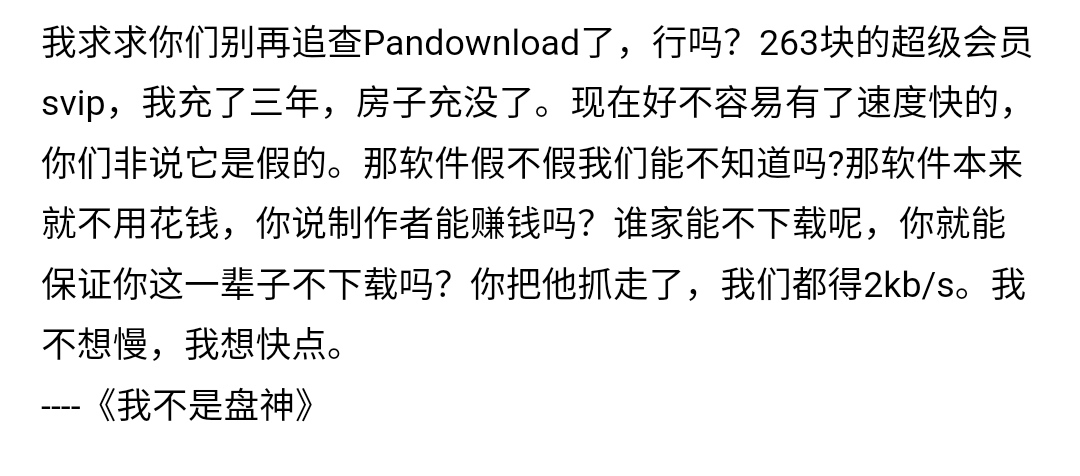 我求求你们别再追查Pandownload了，行吗？263块的超级会员
svip，我充了三年，房子充没了。现在好不容易有了速度快的，
你们非说它是假的。那软件假不假我们能不知道吗?那软件本来
就不用花钱，你说制作者能赚钱吗？谁家能不下载呢，你就能
保证你这一辈子不下载吗？你把他抓走了，我们都得2kb/s。我
不想慢，我想快点。
----《我不是盘神》